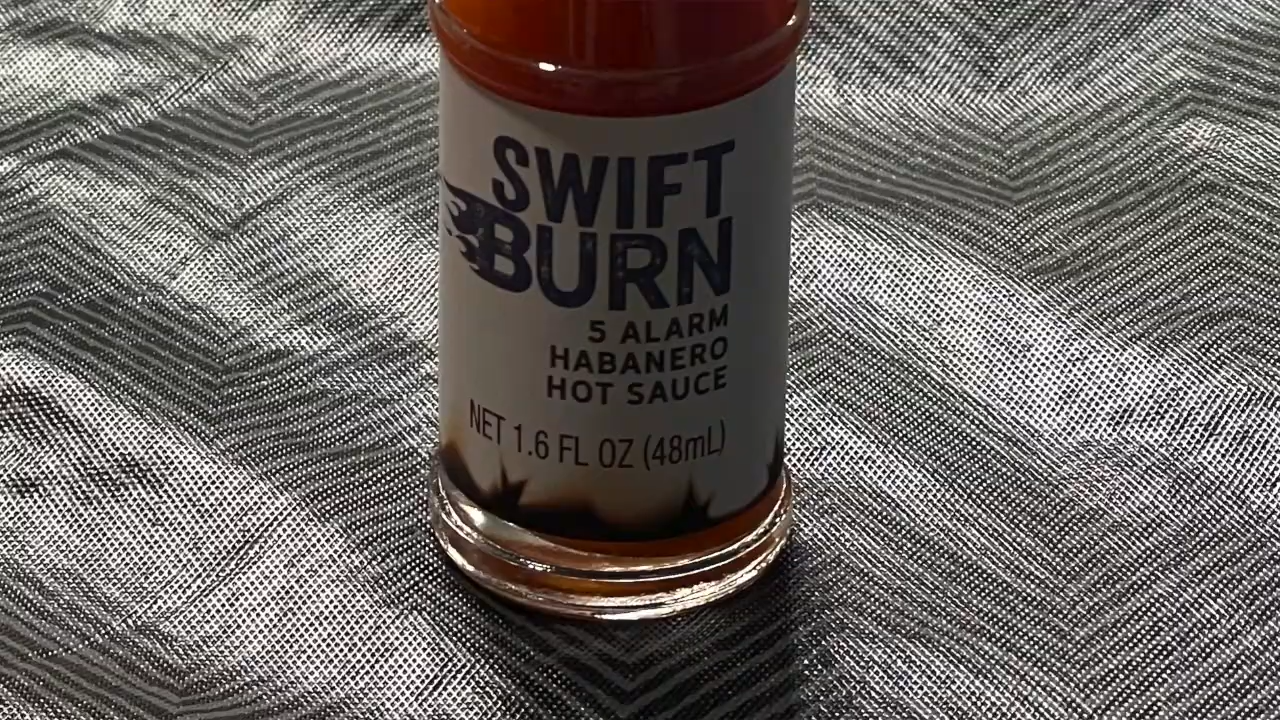 SWIFT
BURN
5 ALARM
HABANERO
HOT SAUCE
NET 1.6 FL OZ (48mL)